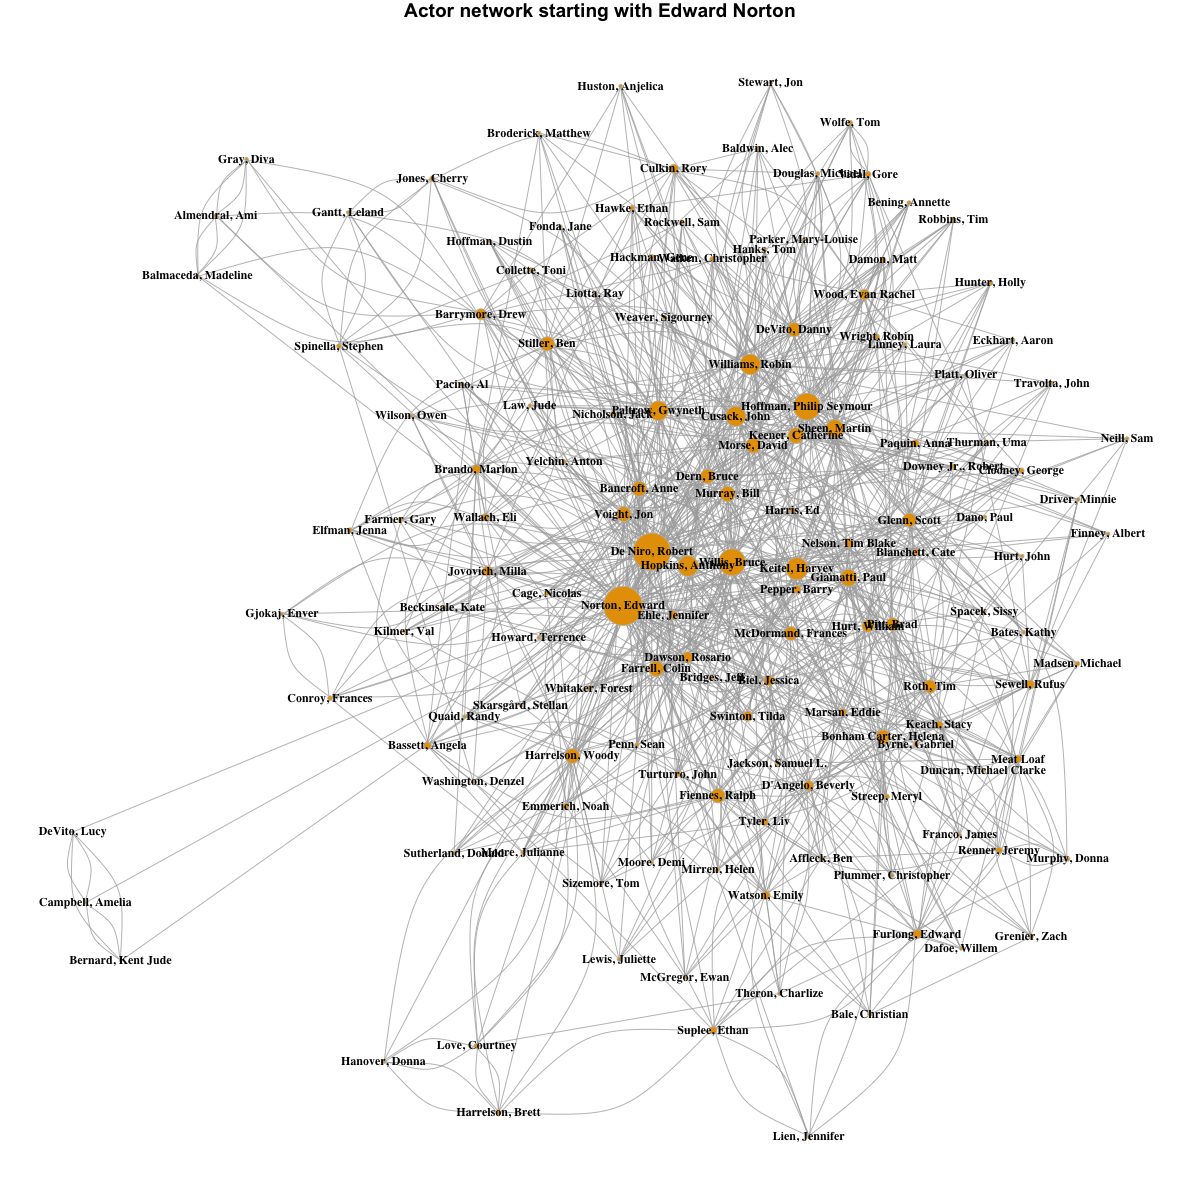 Actor network starting with Edward Norton
Stewart, Jon
Huston, Anjelica
Wolfe, Tom
Broderick, Matthew
Baldwin, Alec
Gray, Diva
Culkin, Rory
Douglas, Michael
Vidal, Gore
Jones, Cherry
Bening, Annette
Hawke, Ethan
Gantt, Leland
Almendral, Ami
Robbins, Tim
Rockwell, Sam
Fonda, Jane
Parker, Mary-Louise
Hoffman, Dustin
Hanks, Tom
Hackman, Gene
Walken, Christopher
Damon, Matt
Collette, Toni
Balmaceda, Madeline
Hunter, Holly
Liotta, Ray
Wood, Evan Rachel
Barrymore, Drew
Weaver, Sigourney
DeVito, Danny
Wright, Robin
Eckhart, Aaron
Stiller, Ben
Linney, Laura
Spinella, Stephen
Williams, Robin
Platt, Oliver
Travolta, John
Pacino, Al
Law, Jude
Hoffman, Philip Seymour
Paltrow, Gwyneth
Nicholson, Jack
Wilson, Owen
Cusack, John
Sheen, Martin
Keener, Catherine
Neill, Sam
Paquin, Anna
Thurman, Uma
Morse, David
Yelchin, Anton
Downey Jr., Robert
Brando, Marlon
Clooney, George
Dern, Bruce
Bancroft, Anne
Murray, Bill
Driver, Minnie
Harris, Ed
Voight, Jon
Wallach, Eli
Dano, Paul
Farmer, Gary
Glenn, Scott
Elfman, Jenna
Finney, Albert
Nelson, Tim Blake
De Niro, Robert
Blanchett, Cate
Hurt, John
Willis, Bruce
Hopkins, Anthony
Keitel, Harvey
Jovovich, Milla
Giamatti, Paul
Pepper, Barry
Cage, Nicolas
Norton, Edward
Beckinsale, Kate
Spacek, Sissy
Gjokaj, Enver
Ehle, Jennifer
Pitt, Brad
Hurt, William
Kilmer, Val
Bates, Kathy
McDormand, Frances
Howard, Terrence
Dawson, Rosario
Madsen, Michael
Farrell, Colin
Bridges, Jeff
Biel, Jessica
Sewell, Rufus
Roth, Tim
Whitaker, Forest
Conroy, Frances
Skarsgård, Stellan
Marsan, Eddie
Quaid, Randy
Swinton, Tilda
Keach, Stacy
Bonham Carter, Helena
Penn, Sean
Byrne, Gabriel
Bassett, Angela
Harrelson, Woody
Meat Loaf
Jackson, Samuel L.
Duncan, Michael Clarke
Turturro, John
Washington, Denzel
D'Angelo, Beverly
Fiennes, Ralph
Streep, Meryl
Emmerich, Noah
Tyler, Liv
DeVito, Lucy
Franco, James
Renner, Jeremy
Sutherland, Donald
Moore, Julianne
Affleck, Ben
Murphy, Donna
Moore, Demi
Mirren, Helen
Plummer, Christopher
Sizemore, Tom
Watson, Emily
Campbell, Amelia
Furlong, Edward
Grenier, Zach
Dafoe, Willem
Bernard, Kent Jude
Lewis, Juliette
McGregor, Ewan
Theron, Charlize
Bale, Christian
Suplee, Ethan
Love, Courtney
Hanover, Donna
Harrelson, Brett
Lien, Jennifer